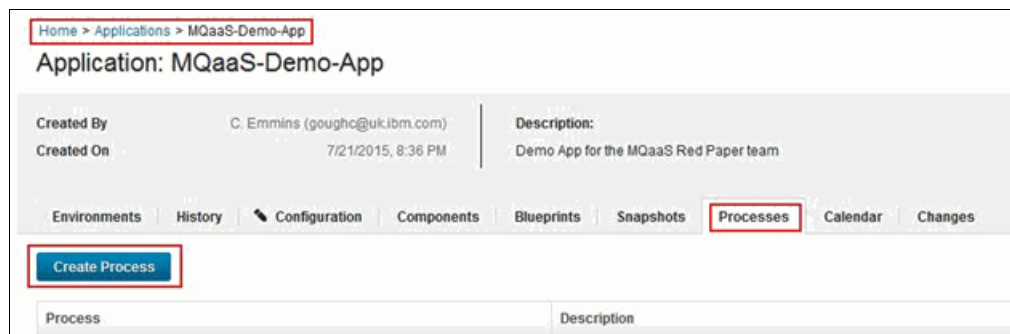 Home > Applications > MQaaS-Demo-App
Application: MQaaS-Demo-App
Created By C. Emmins (goughc@uk.ibm.com) Description:
Created On 7/21/2015, 8:36 PM Demo App for the MQaaS Red Paper team
Environments History Configuration Components Blueprints Snapshots Processes Calendar Changes
Create Process
Process Description